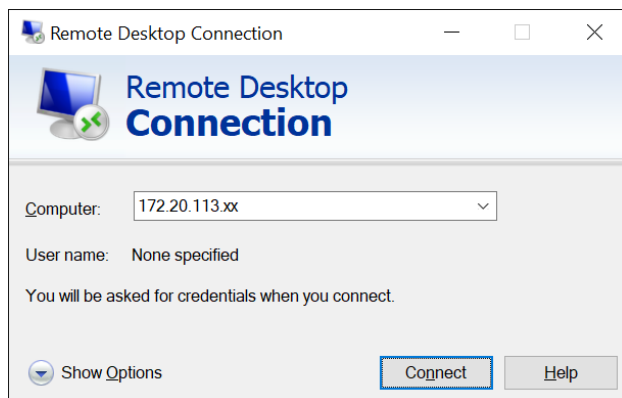 Remote Desktop Connection
Remote Desktop
Connection
Computer: 172.20.113.xx
User name: None specified
You will be asked for credentials when you connect.
Show Options Connect Help